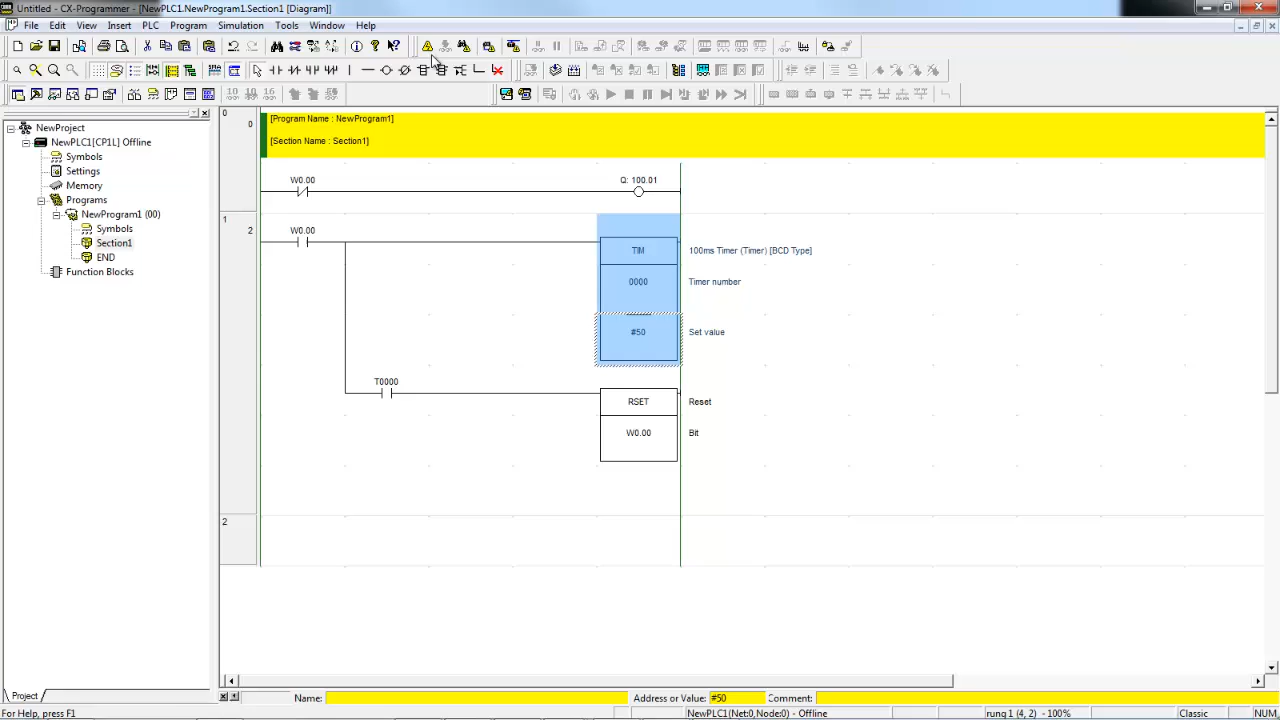 Untitled - CX-Programmer - [NewPLC1.NewProgram1.Section1 [Diagram]]
File Edit View Insert PLC Program Simulation Tools Window Help
NewProject
NewPLC1[CP1L] Offline
Symbols
Settings
Memory
Programs
NewProgram1 (00)
Symbols
Section1
END
Function Blocks
Project
0
0
[Program Name : NewProgram1]
[Section Name : Section1]
W0.00
Q: 100.01
1
2
W0.00
TIM
100ms Timer (Timer) [BCD Type]
0000
Timer number
#50
Set value
T0000
RSET
Reset
W0.00
Bit
2
Name:
Address or Value: #50
Comment:
For Help, press F1
NewPLC1(Net:0,Node:0) - Offline
rung 1 (4, 2) - 100%
Classic
NUM